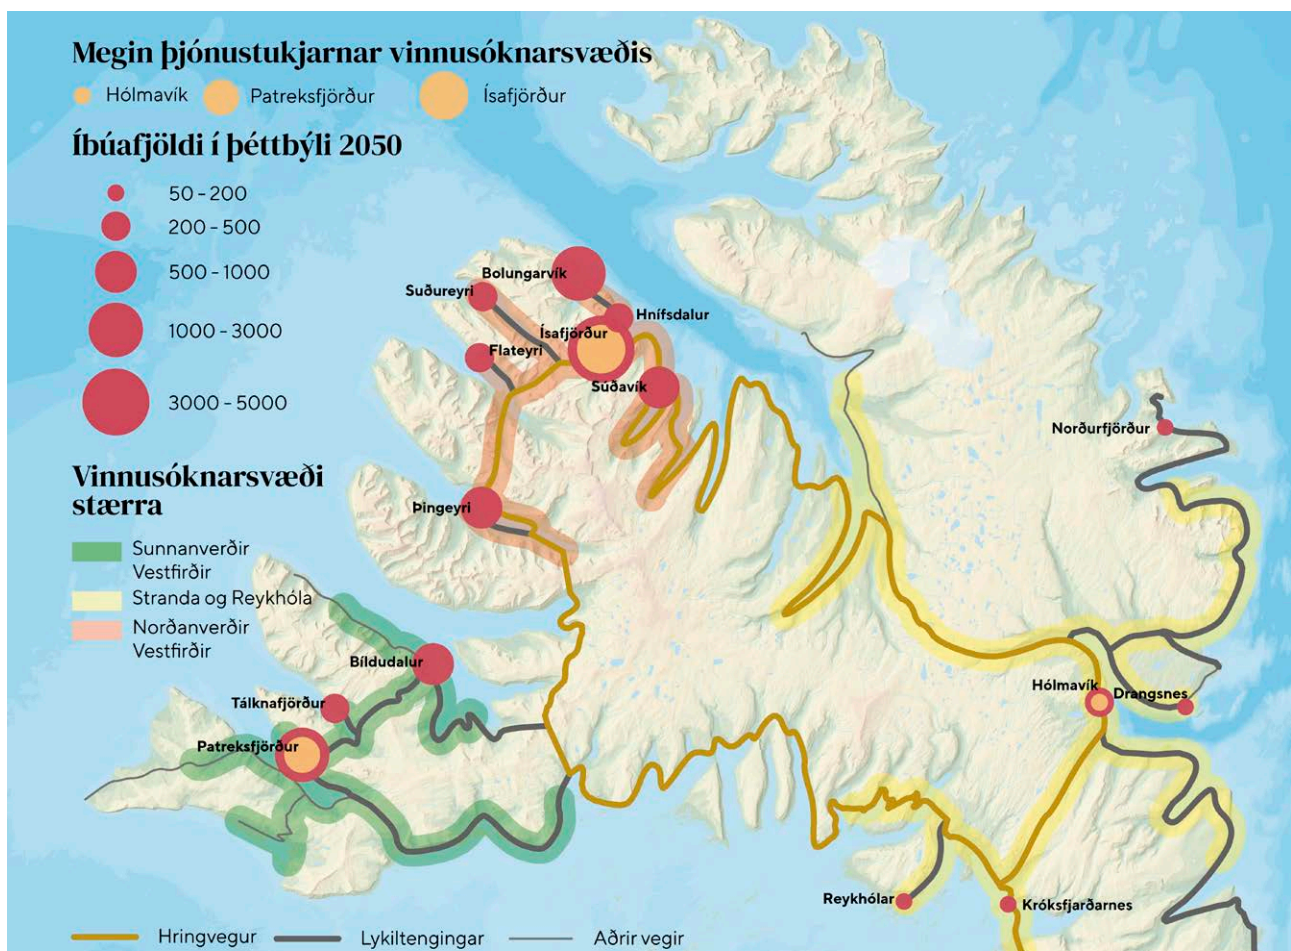 Megin þjónustukjarnar vinnusóknarsvæðis
Hólmavík
Patreksfjörður
Ísafjörður
Íbúafjöldi í þéttbýli 2050
50 - 200
200 - 500
500 - 1000
1000 - 3000
3000 - 5000
Vinnusóknarsvæði
stærra
Sunnanverðir
Vestfirðir
Stranda og Reykhóla
Norðanverðir
Vestfirðir
Bolungarvík
Suðureyri
Hnífsdalur
Ísafjörður
Flateyri
Súðavík
Norðurfjörður
Þingeyri
Bíldudalur
Tálknafjörður
Patreksfjörður
Hólmavík
Drangsnes
Reykhólar
Króksfjarðarnes
Hringvegur
Lykiltengingar
Aðrir vegir